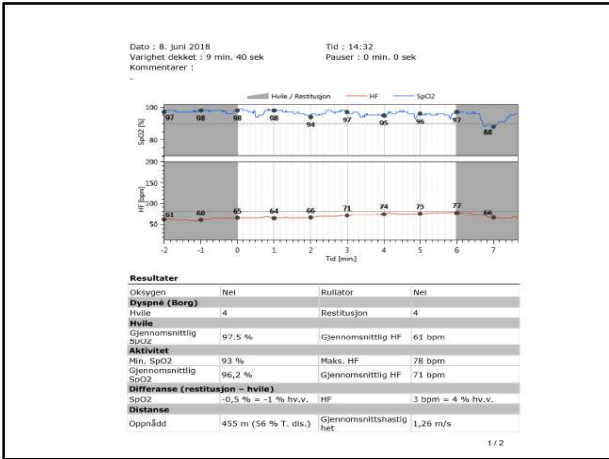 Dato : 8. juni 2018 Tid : 14:32
Varighet dekket : 9 min. 40 sek Pauser : 0 min. 0 sek
Kommentarer :
-
Hvile / Restitusjon HF SpO2
SpO2 [%]
100
80
97 98 98 98 94 97 95 96 97 88
HF [bpm]
200
150
100
50
61 60 65 64 66 71 74 75 77 66
-2 -1 0 1 2 3 4 5 6 7
Tid [min.]
Resultater
Oksygen Nei Rullator Nei
Dyspné (Borg)
Hvile 4 Restitusjon 4
Hvile
Gjennomsnittlig SpO2 97,5 % Gjennomsnittlig HF 61 bpm
Aktivitet
Min. SpO2 93 % Maks. HF 78 bpm
Gjennomsnittlig SpO2 96,2 % Gjennomsnittlig HF 71 bpm
Differanse (restitusjon – hvile)
SpO2 -0,5 % = -1 % hv.v. HF 3 bpm = 4 % hv.v.
Distanse
Oppnådd 455 m (56 % T. dis.) Gjennomsnittshastig het 1,26 m/s
1 / 2